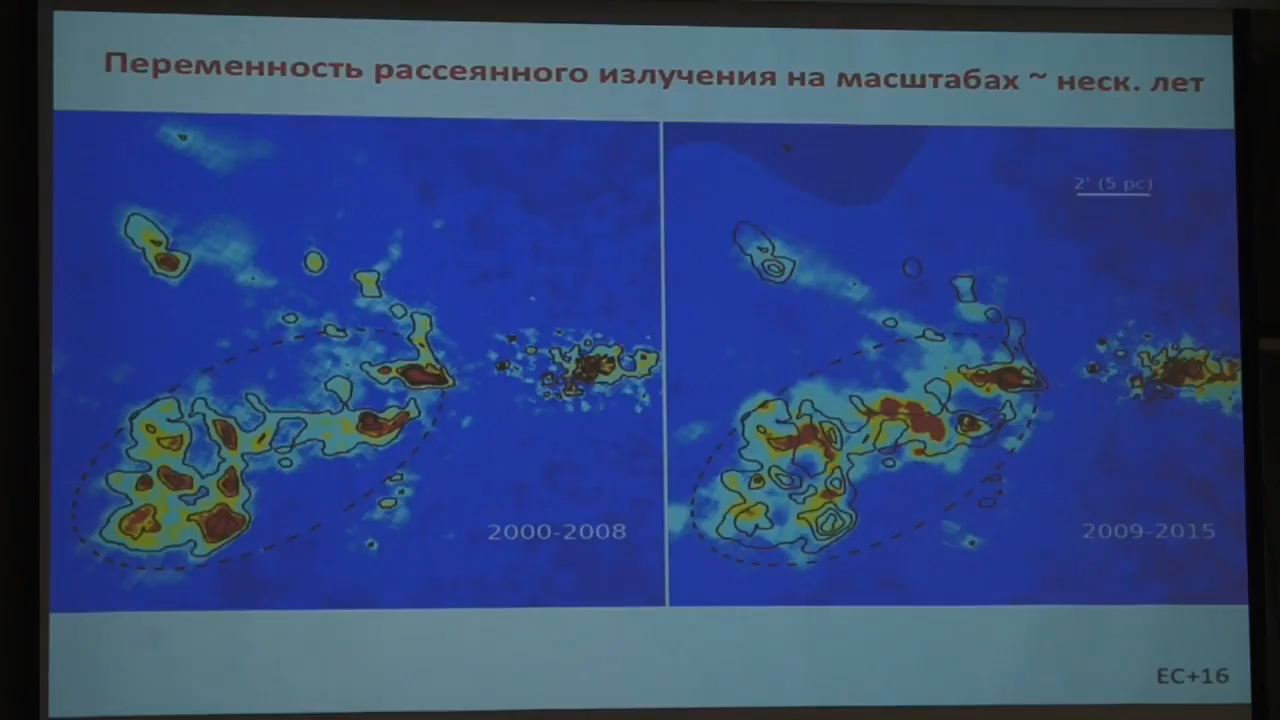 Переменность рассеянного излучения на масштабах ~ неск. лет
2' (5 pc)
2000-2008
2009-2015
EC+16